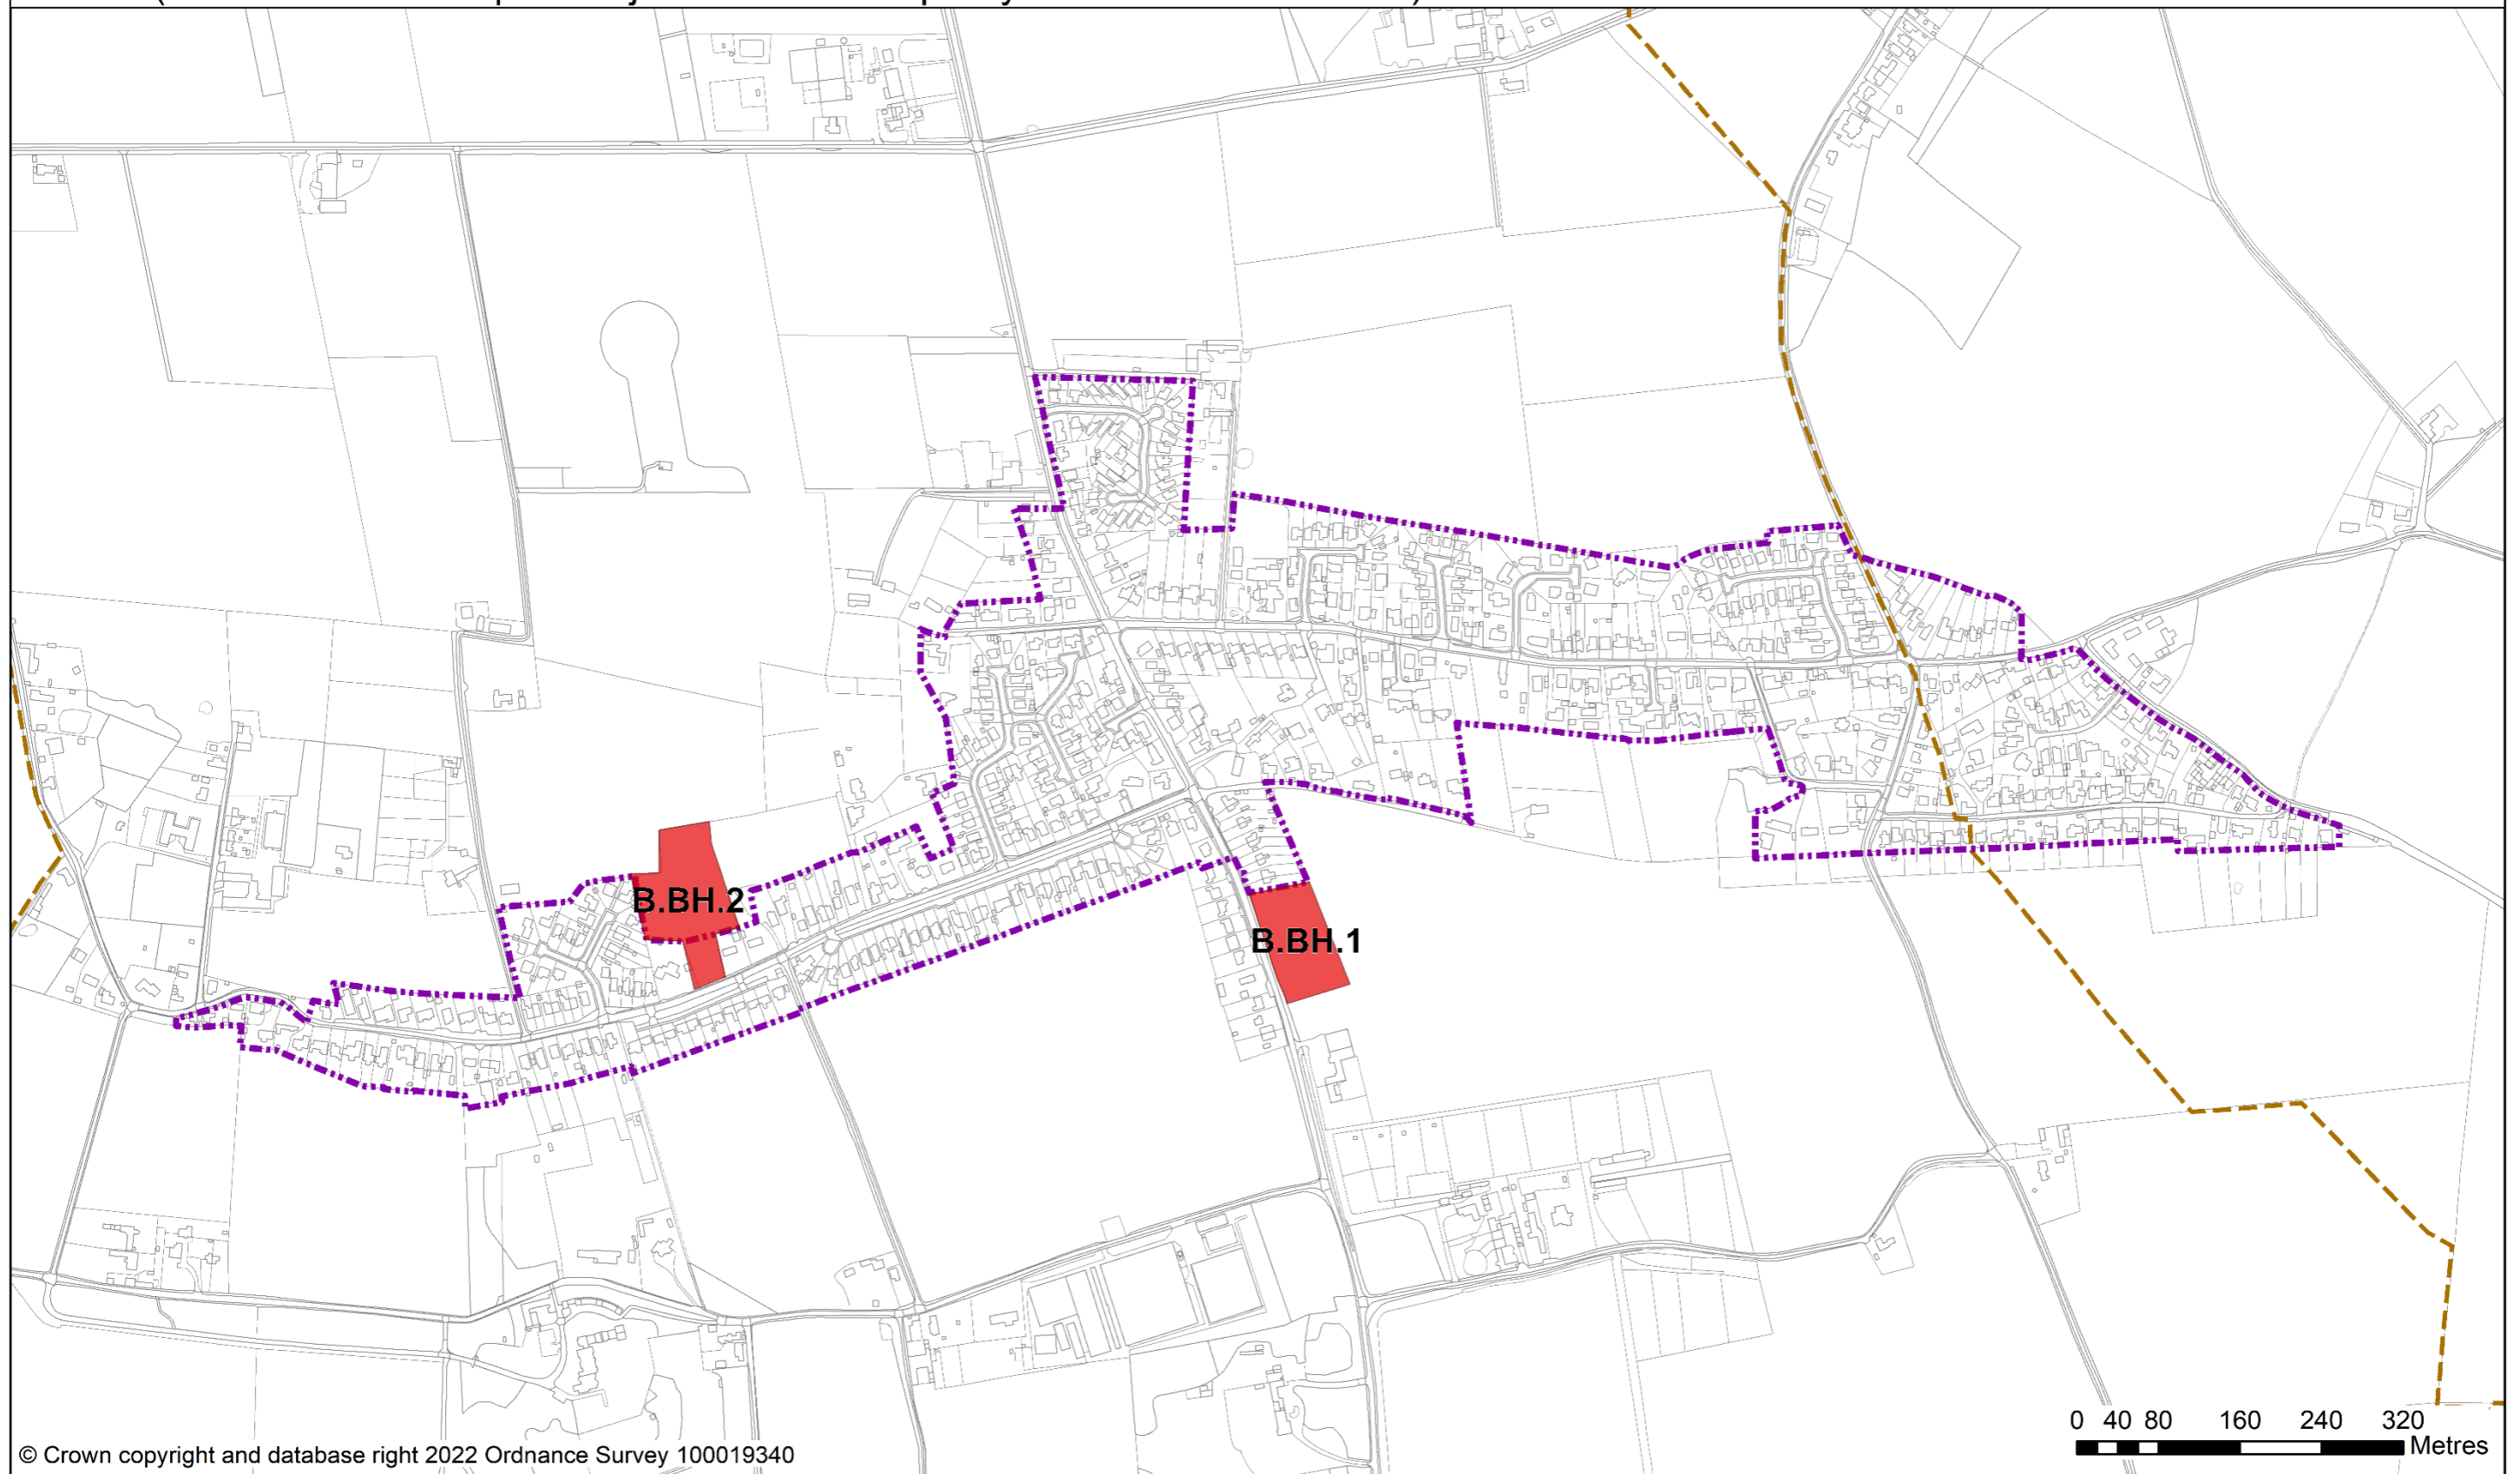 B.BH.2
B.BH.1
0 40 80 160 240 320
Metres
© Crown copyright and database right 2022 Ordnance Survey 100019340